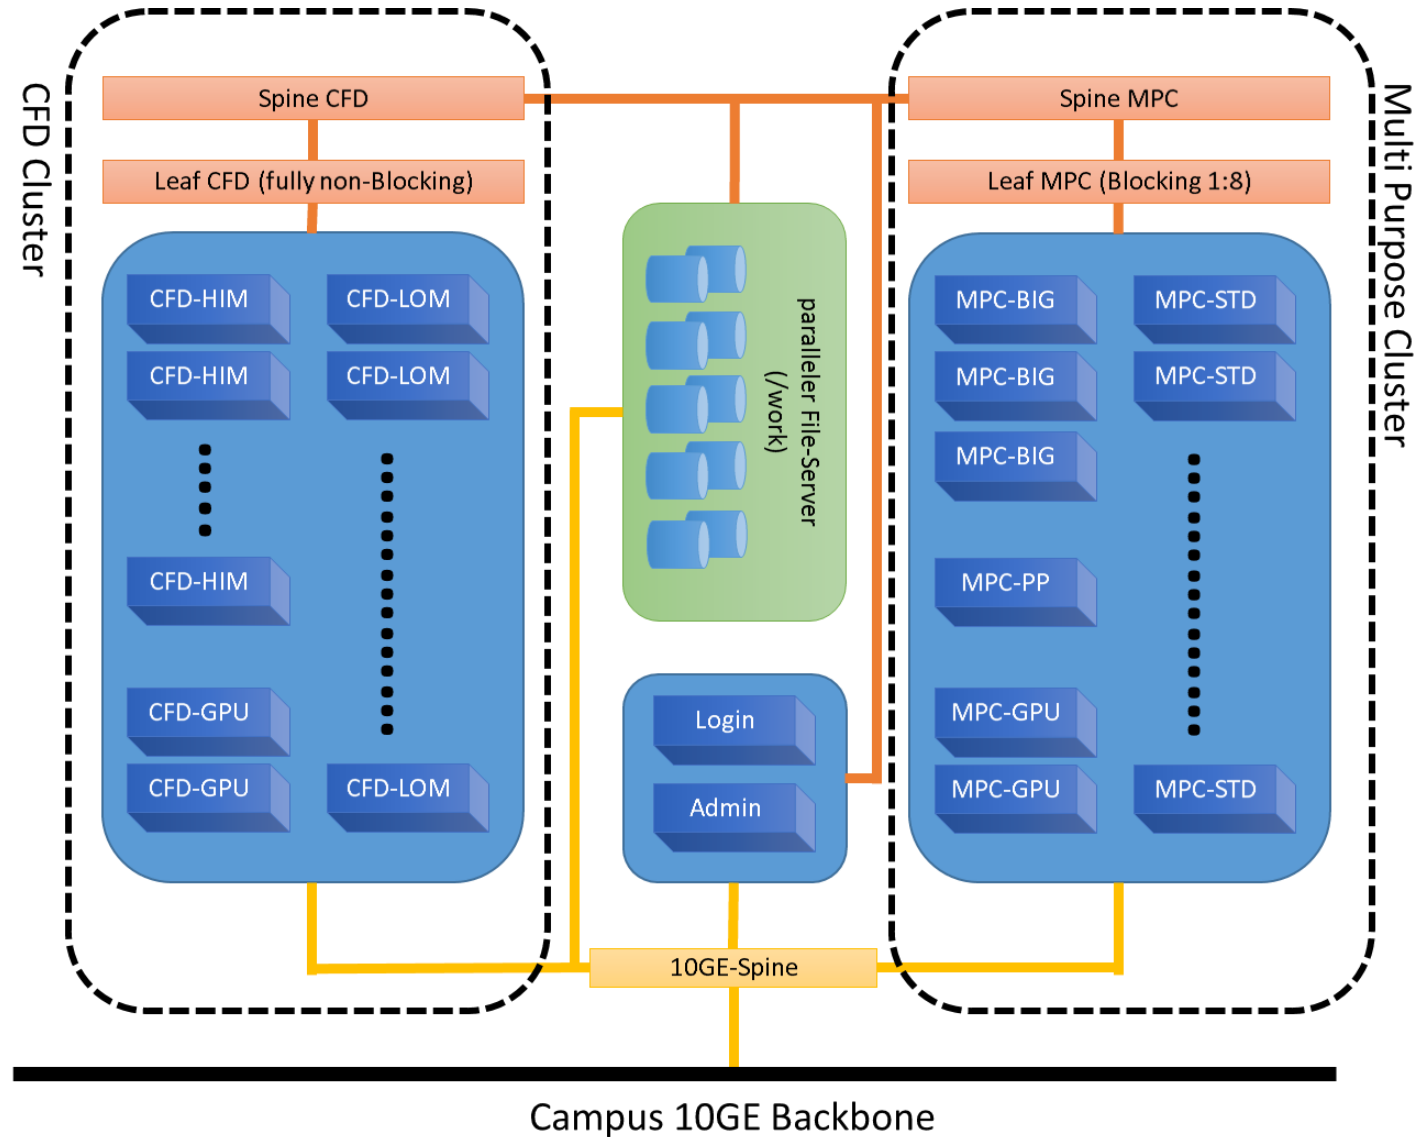 CFD Cluster
Spine CFD
Leaf CFD (fully non-Blocking)
CFD-HIM
CFD-LOM
CFD-HIM
CFD-LOM
CFD-HIM
CFD-GPU
CFD-GPU
CFD-LOM
paralleler File-Server
(/work)
Login
Admin
Spine MPC
Leaf MPC (Blocking 1:8)
MPC-BIG
MPC-STD
MPC-BIG
MPC-STD
MPC-BIG
MPC-PP
MPC-GPU
MPC-GPU
MPC-STD
Multi Purpose Cluster
10GE-Spine
Campus 10GE Backbone